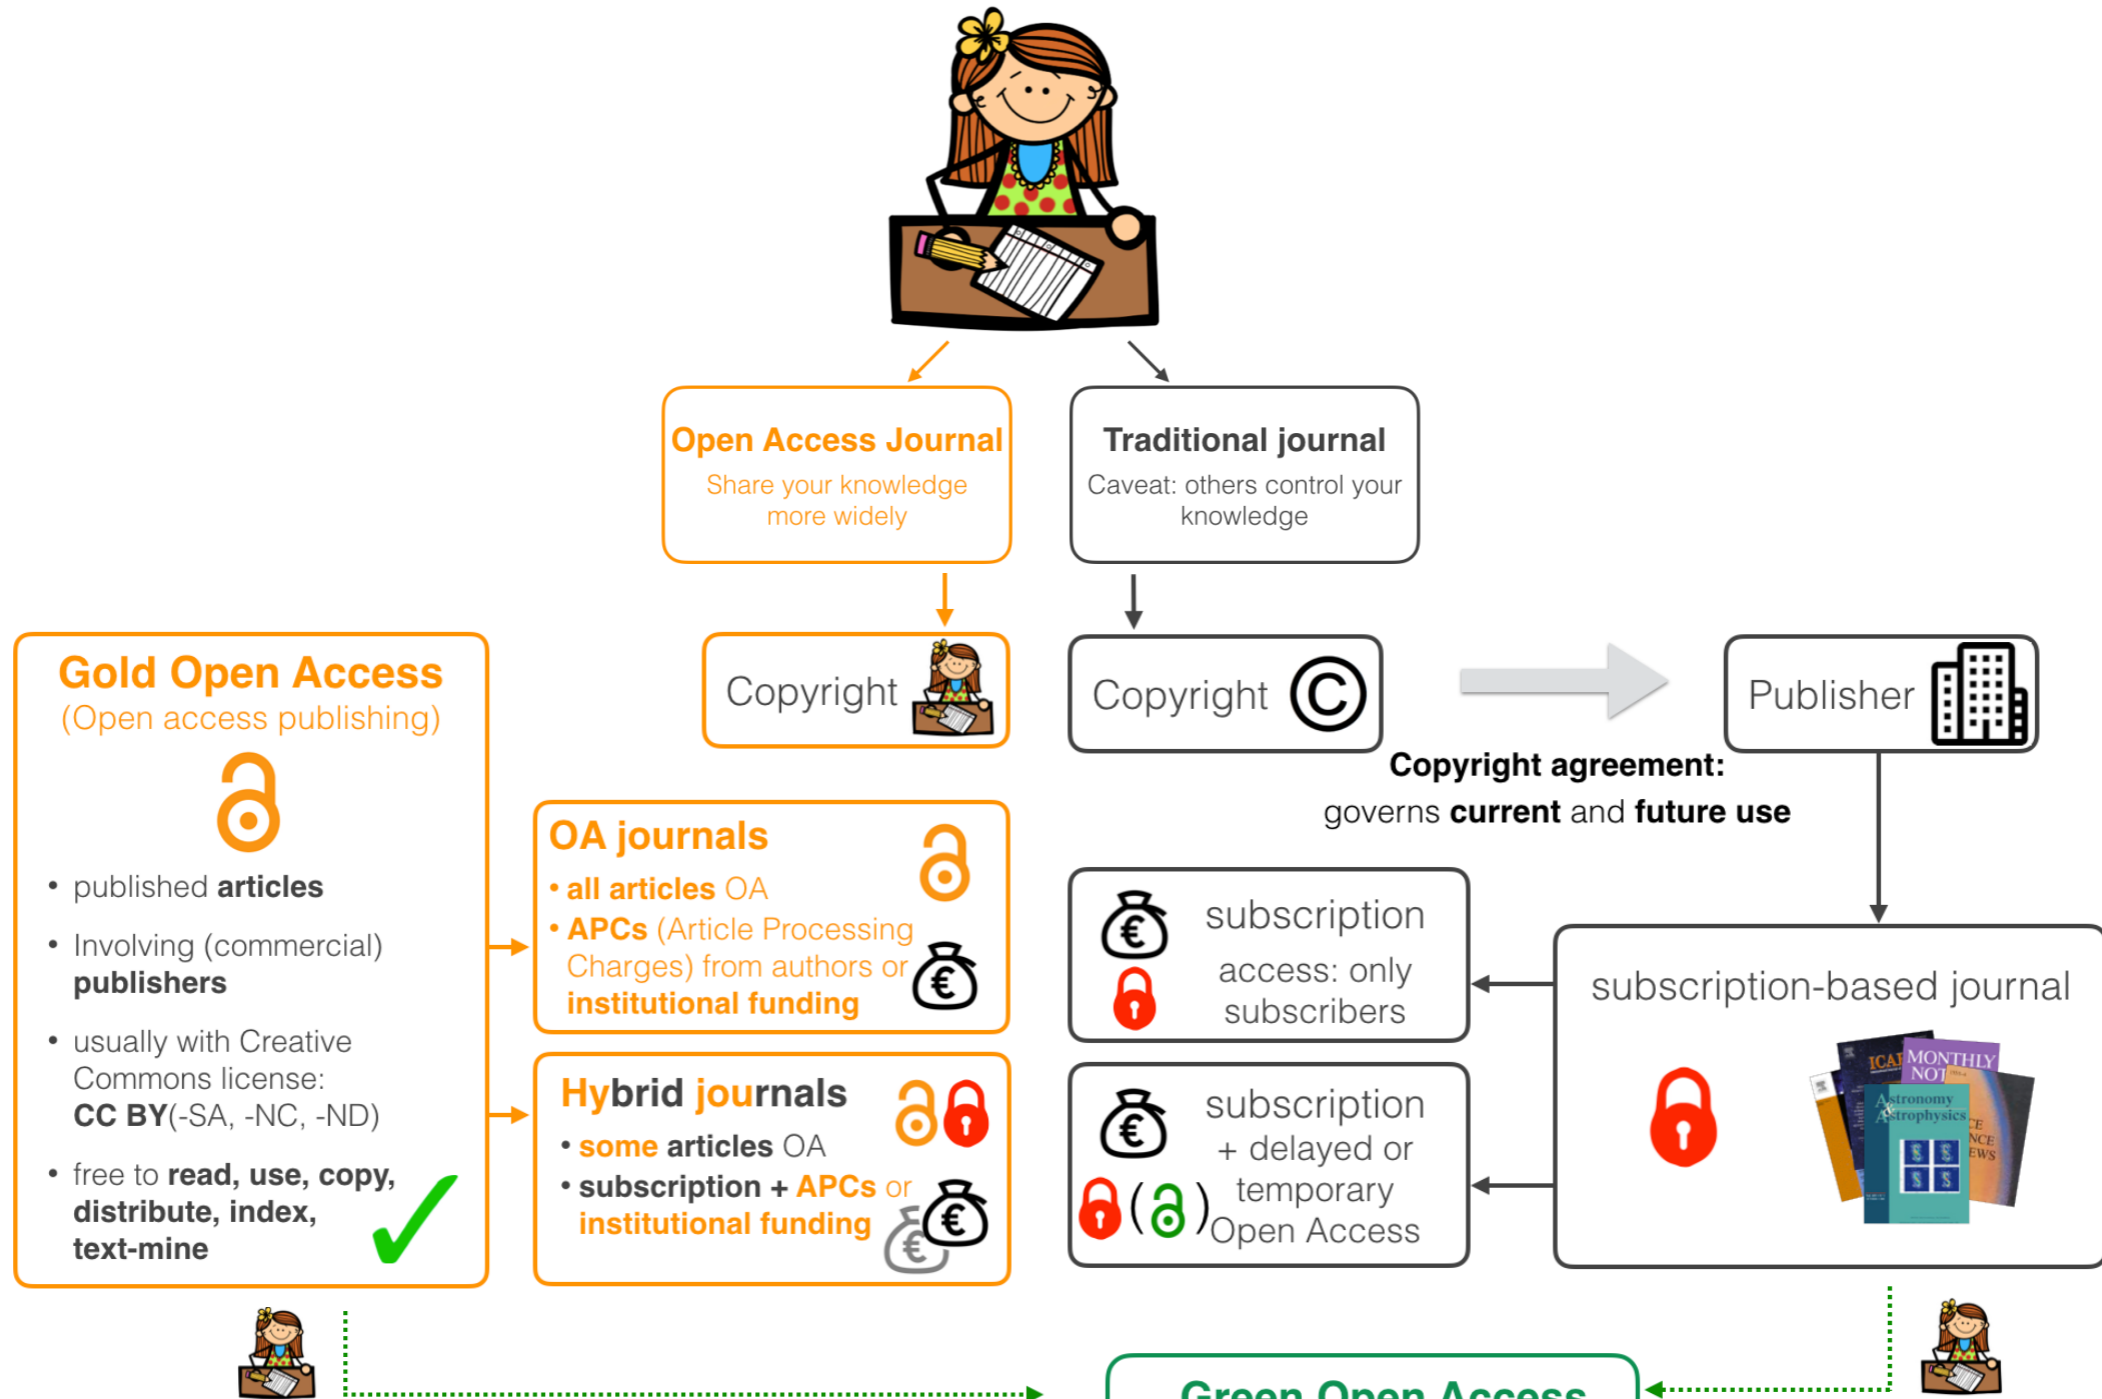 Open Access Journal
Share your knowledge
more widely
Traditional journal
Caveat: others control your
knowledge
Copyright
Copyright ©
Publisher
Copyright agreement:
governs current and future use
Gold Open Access
(Open access publishing)
• published articles
• Involving (commercial)
publishers
• usually with Creative
Commons license:
CC BY(-SA, -NC, -ND)
• free to read, use, copy,
distribute, index,
text-mine
OA journals
• all articles OA
• APCs (Article Processing
Charges) from authors or
institutional funding
€
Hybrid journals
• some articles OA
• subscription + APCs or
institutional funding
€
€
subscription
access: only
subscribers
€
subscription
+ delayed or
temporary
Open Access
€
( )
subscription-based journal
MONTHLY
Astronomy
& Astrophysics
Green Open Access